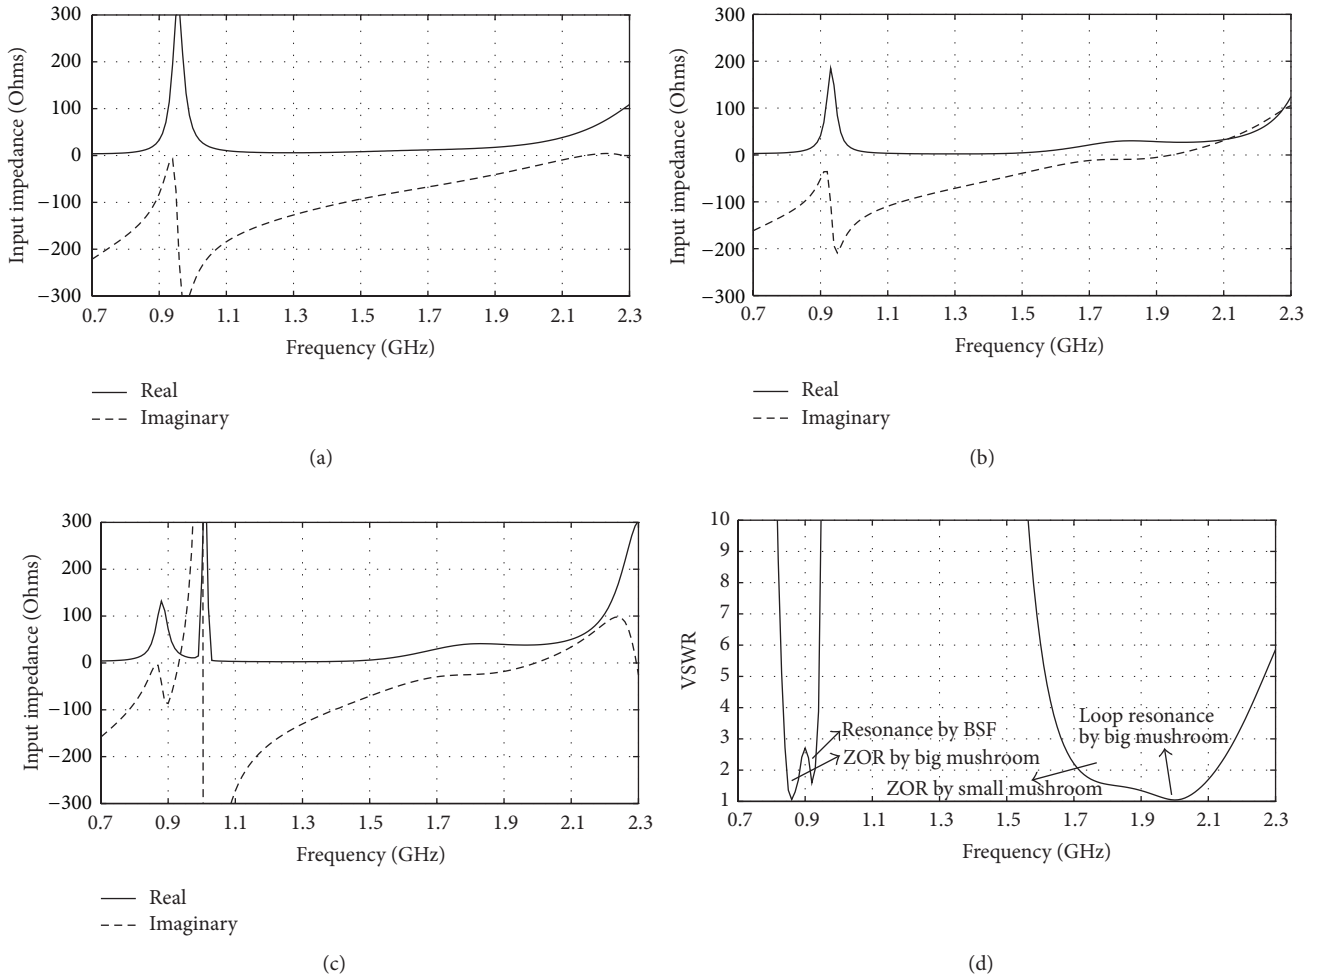 300
200
100
0
−100
−200
−300
Input impedance (Ohms)
0.7 0.9 1.1 1.3 1.5 1.7 1.9 2.1 2.3
Frequency (GHz)
Real
Imaginary
(a)
300
200
100
0
−100
−200
−300
Input impedance (Ohms)
0.7 0.9 1.1 1.3 1.5 1.7 1.9 2.1 2.3
Frequency (GHz)
Real
Imaginary
(b)
300
200
100
0
−100
−200
−300
Input impedance (Ohms)
0.7 0.9 1.1 1.3 1.5 1.7 1.9 2.1 2.3
Frequency (GHz)
Real
Imaginary
(c)
10
9
8
7
6
5
4
3
2
1
VSWR
Loop resonance
by big mushroom
Resonance by BSF
ZOR by big mushroom
ZOR by small mushroom
0.7 0.9 1.1 1.3 1.5 1.7 1.9 2.1 2.3
Frequency (GHz)
(d)